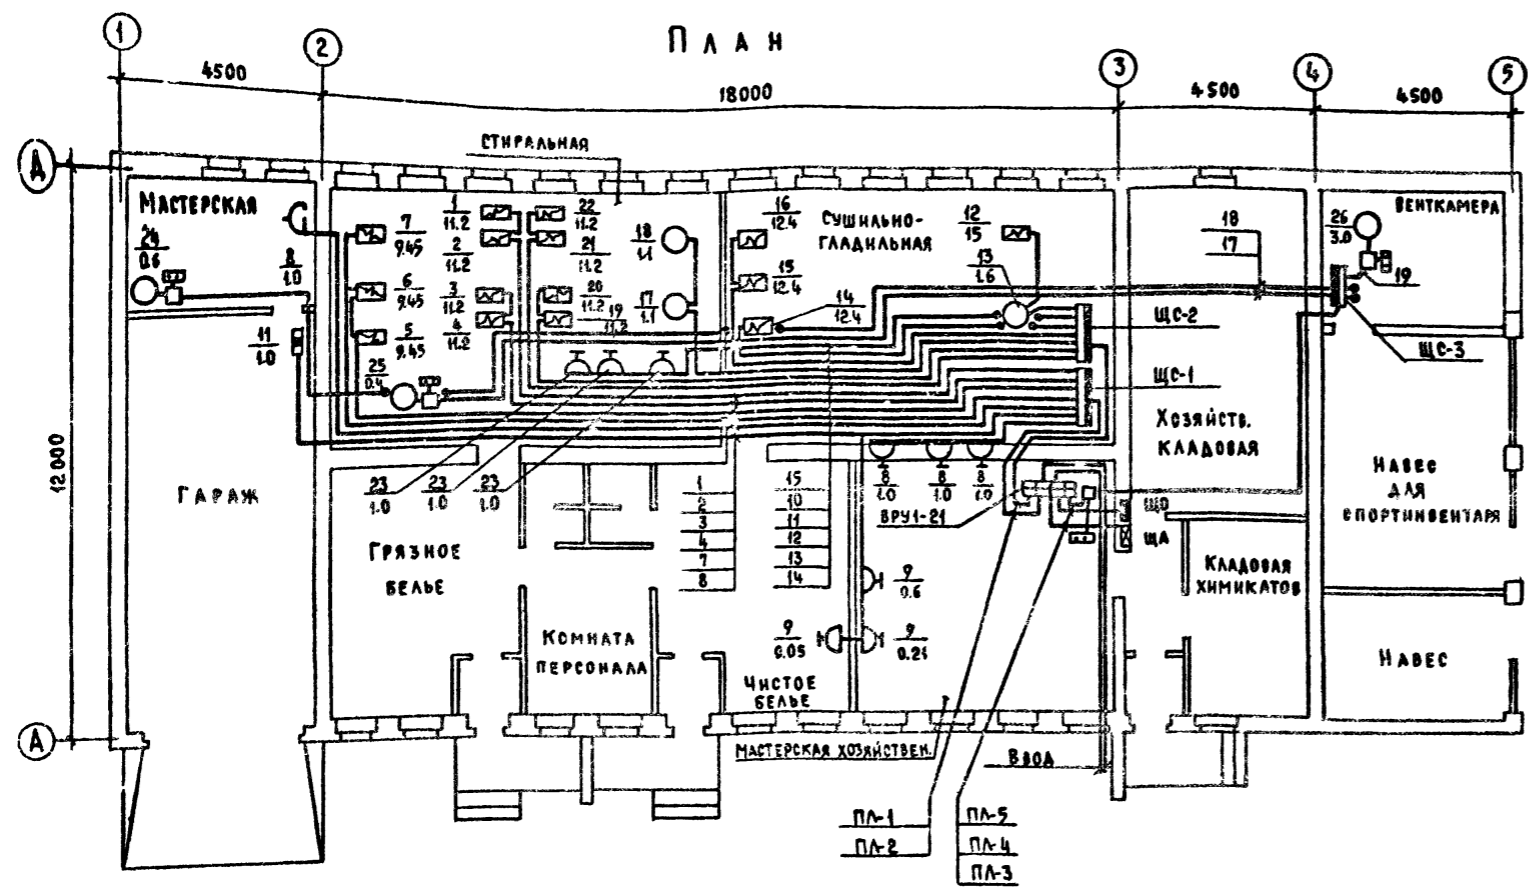 План
1
2
3
4
5
4500
18000
4500
4500
Д
А
12000
Стиральная
Мастерская
24
0.6
8
1.0
11
1.0
7
9.45
6
9.45
5
9.45
25
0.4
1
11.2
2
11.2
3
11.2
4
11.2
22
11.2
21
11.2
20
11.2
19
11.2
18
1.1
17
1.1
16
12.4
15
12.4
14
12.4
Сушильно-
гладильная
12
15
13
1.6
18
17
26
3.0
Венткамера
19
ЩС-2
ЩС-3
ЩС-1
Хозяйств.
кладовая
Гараж
23
1.0
23
1.0
23
1.0
1
2
3
4
7
8
15
10
11
12
13
14
8
1.0
8
1.0
8
1.0
ВРУ1-21
ЩО
ЩА
Навес
для
спортинвентаря
Грязное
белье
Кладовая
химикатов
9
0.6
9
0.05
9
0.21
Комната
персонала
Чистое
белье
Навес
Мастерская хозяйствен.
Ввод
ПЛ-1
ПЛ-2
ПЛ-5
ПЛ-4
ПЛ-3